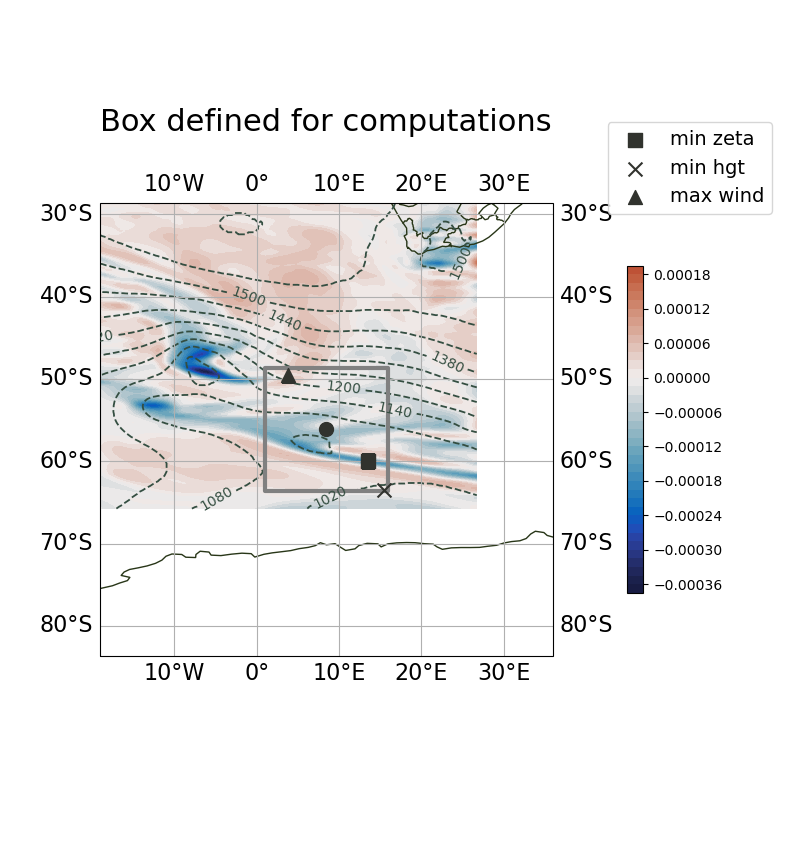 Box defined for computations
min zeta
min hgt
max wind
10°W 0° 10°E 20°E 30°E
30°S 30°S
40°S 40°S
50°S 50°S
60°S 60°S
70°S 70°S
80°S 80°S
10°W 0° 10°E 20°E 30°E
1500
1500
1440
20
1380
1200
1140
1080
1020
0.00018
0.00012
0.00006
0.00000
−0.00006
−0.00012
−0.00018
−0.00024
−0.00030
−0.00036